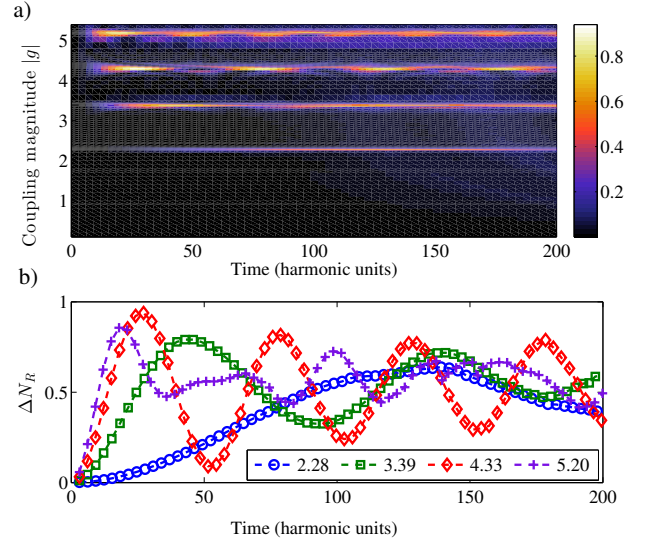 a)
Coupling magnitude |g|
5
4
3
2
1
0 50 100 150 200
Time (harmonic units)
0.8
0.6
0.4
0.2
b)
ΔN_R
1
0.5
0
50 100 150 200
2.28 3.39 4.33 5.20
Time (harmonic units)